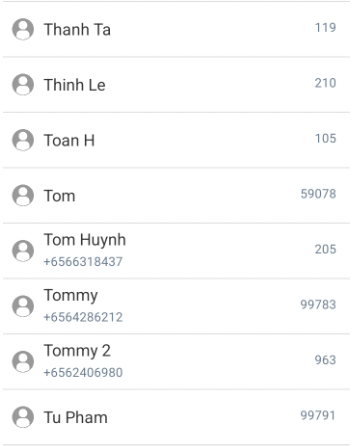 Thanh Ta 119
Thinh Le 210
Toan H 105
Tom 59078
Tom Huynh 205
+6566318437
Tommy 99783
+6564286212
Tommy 2 963
+6562406980
Tu Pham 99791